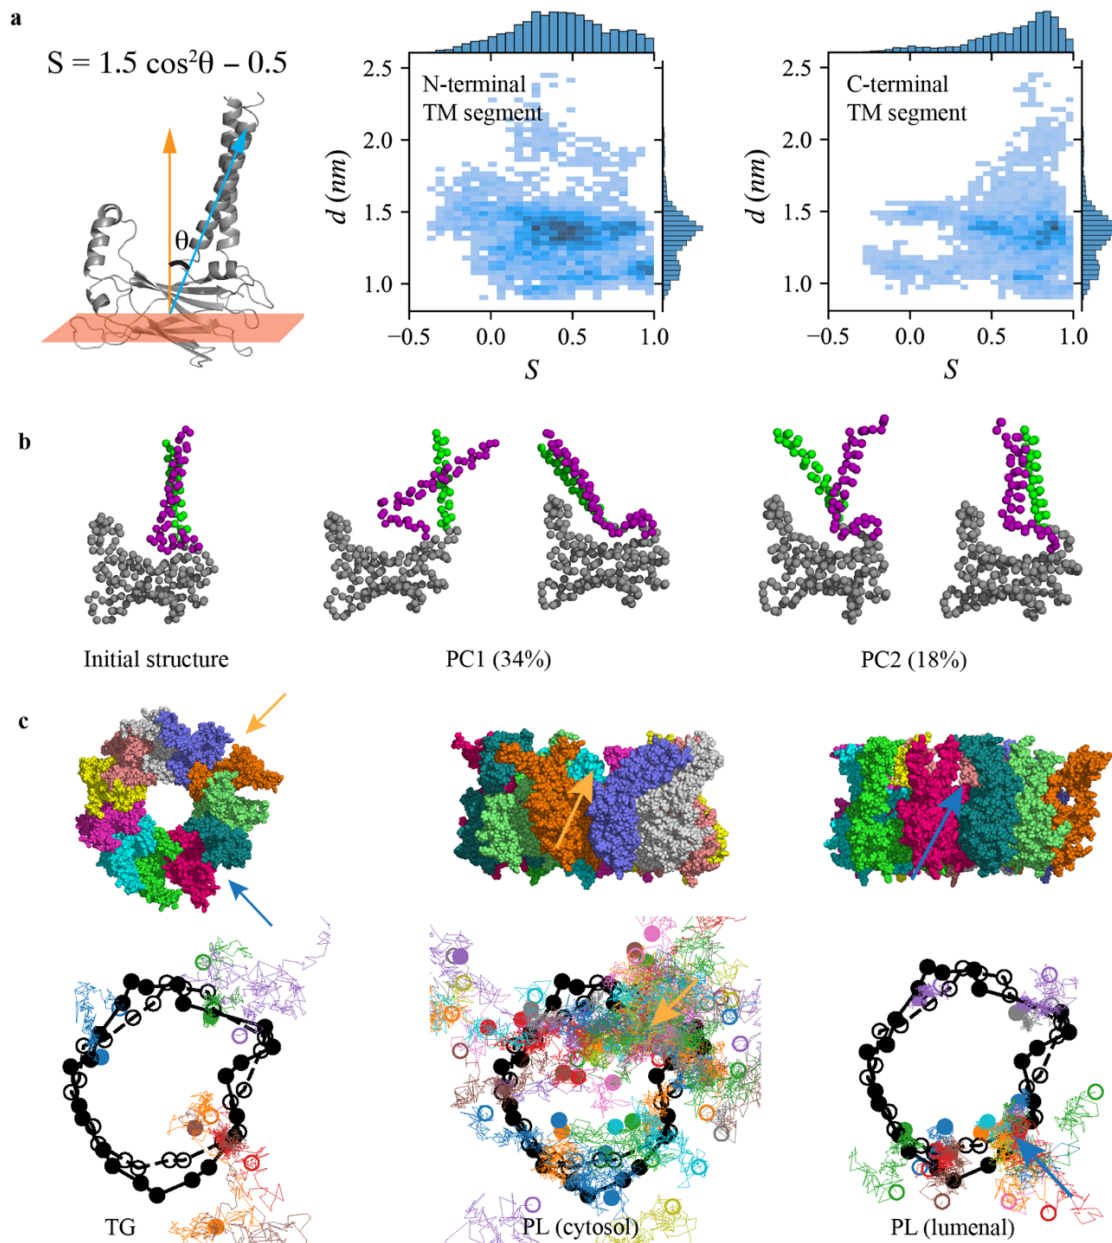 a
S = 1.5 cos²θ – 0.5
θ
N-terminal
TM segment
d (nm)
2.5
2.0
1.5
1.0
−0.5 0.0 0.5 1.0
S
C-terminal
TM segment
d (nm)
2.5
2.0
1.5
1.0
−0.5 0.0 0.5 1.0
S
b
Initial structure
PC1 (34%)
PC2 (18%)
c
TG
PL (cytosol)
PL (lumenal)